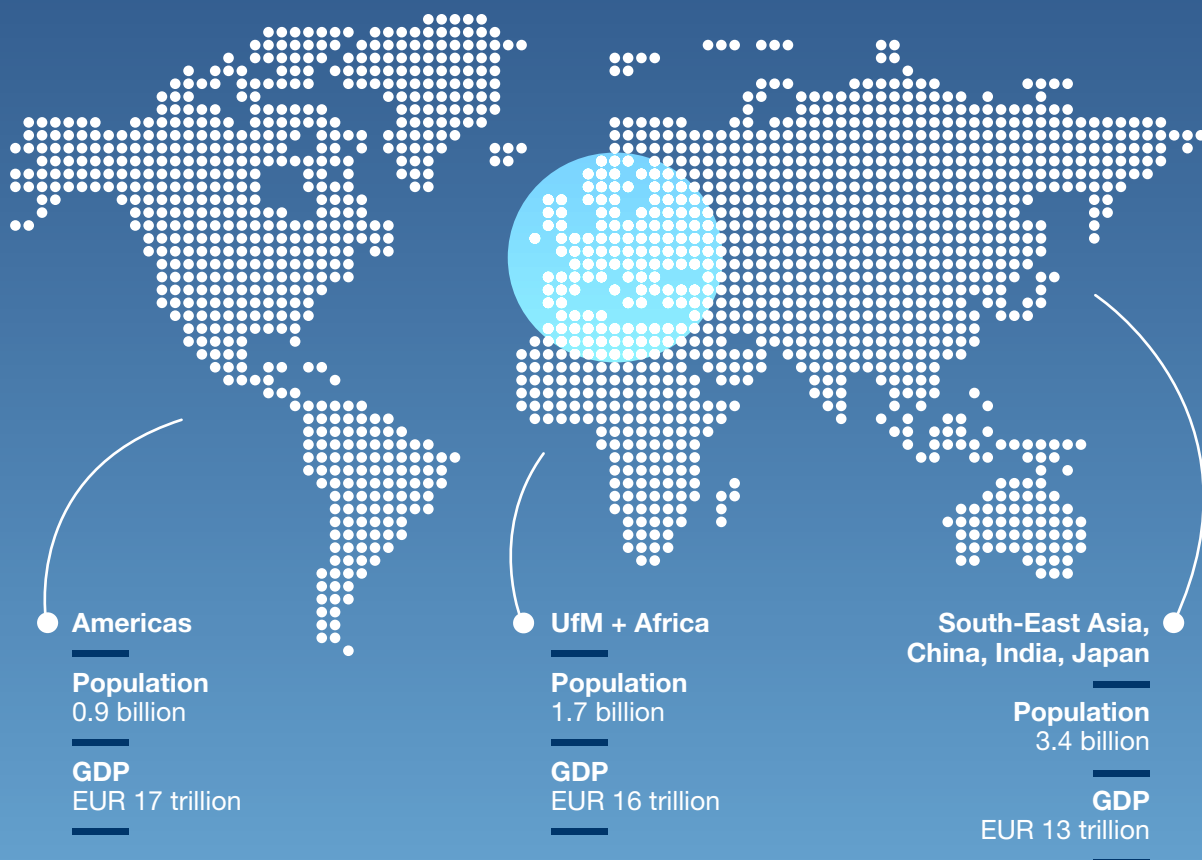 Americas
Population
0.9 billion
GDP
EUR 17 trillion
UfM + Africa
Population
1.7 billion
GDP
EUR 16 trillion
South-East Asia,
China, India, Japan
Population
3.4 billion
GDP
EUR 13 trillion